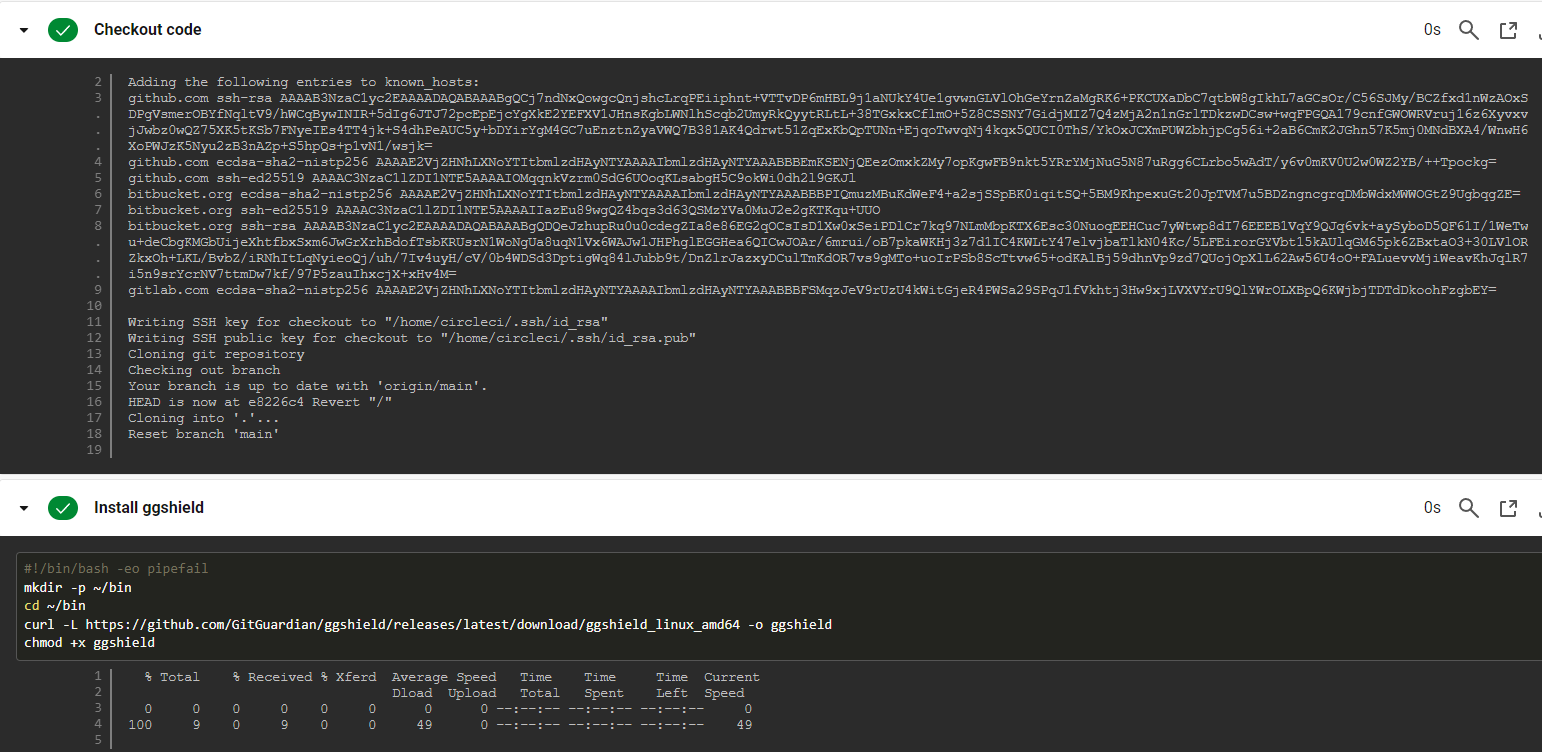 Checkout code
0s
2 Adding the following entries to known_hosts:
3 github.com ssh-rsa AAAAB3NzaC1yc2EAAAADAQABAAABgQCj7ndNxQowgcQnjshcLrqPEiiphnt+VTTvDP6mHBL9j1aNUkY4Ue1gvwnGLVlOhGeYrnZaMgRK6+PKCUXaDbC7qtbW8gIkhL7aGCsOr/C56SJMy/BCZfxd1nWzAOxS
. DPgVsmerOBYfNqltV9/hWCqBywINIR+5dIg6JTJ72pcEpEjcYgXkE2YEFXV1JHnsKgbLWNlhScqb2UmyRkQyytRLtL+38TGxkxCflmO+5Z8CSSNY7GidjMIZ7Q4zMjA2n1nGrlTDkzwDCsw+wqFPGQA179cnfGWOWRVruj16z6Xyvxv
. jJwbz0wQZ75XK5tKSb7FNyeIEs4TT4jk+S4dhPeAUC5y+bDYirYgM4GC7uEnztnZyaVWQ7B381AK4Qdrwt51ZqExKbQpTUNn+EjqoTwvqNj4kqx5QUCI0ThS/YkOxJCXmPUWZbhjpCg56i+2aB6CmK2JGhn57K5mj0MNdBXA4/WnwH6
. XoPWJzK5Nyu2zB3nAZp+S5hpQs+p1vN1/wsjk=
4 github.com ecdsa-sha2-nistp256 AAAAE2VjZHNhLXNoYTItbmlzdHAyNTYAAAAIbmlzdHAyNTYAAABBBEmKSENjQEezOmxkZMy7opKgwFB9nkt5YRrYMjNuG5N87uRgg6CLrbo5wAdT/y6v0mKV0U2w0WZ2YB/++Tpockg=
5 github.com ssh-ed25519 AAAAC3NzaC1lZDI1NTE5AAAAIOMqqnkVzrm0SdG6UOoqKLsabgH5C9okWi0dh2l9GKJl
6 bitbucket.org ecdsa-sha2-nistp256 AAAAE2VjZHNhLXNoYTItbmlzdHAyNTYAAAAIbmlzdHAyNTYAAABBBPIQmuzMBuKdWeF4+a2sjSSpBK0iqitSQ+5BM9KhpexuGt20JpTVM7u5BDZngncgrqDMbWdxMWWOGtZ9UgbqgZE=
7 bitbucket.org ssh-ed25519 AAAAC3NzaC1lZDI1NTE5AAAAIIazEu89wgQZ4bqs3d63QSMzYVa0MuJ2e2gKTKqu+UUO
8 bitbucket.org ssh-rsa AAAAB3NzaC1yc2EAAAADAQABAAABgQDQeJzhupRu0u0cdegZIa8e86EG2qOCsIsD1Xw0xSeiPDlCr7kq97NLmMbpKTX6Esc30NuoqEEHCuc7yWtwp8dI76EEEB1VqY9QJq6vk+aySyboD5QF61I/1WeTw
. u+deCbgKMGbUijeXhtfbxSxm6JwGrXrhBdofTsbKRUsrN1WoNgUa8uqN1Vx6WAJw1JHPhglEGGHea6QICwJOAr/6mrui/oB7pkaWKHj3z7d1IC4KWLtY47elvjbaTlkN04Kc/5LFEirorGYVbt15kAUlqGM65pk6ZBxtaO3+30LVlOR
. ZkxOh+LKL/BvbZ/iRNhItLqNyieoQj/uh/7Iv4uyH/cV/0b4WDSd3DptigWq84lJubb9t/DnZlrJazxyDCulTmKdOR7vs9gMTo+uoIrPSb8ScTtvw65+odKAlBj59dhnVp9zd7QUojOpXlL62Aw56U4oO+FALuevvMjiWeavKhJqlR7
. i5n9srYcrNV7ttmDw7kf/97P5zauIhxcjX+xHv4M=
9 gitlab.com ecdsa-sha2-nistp256 AAAAE2VjZHNhLXNoYTItbmlzdHAyNTYAAAAIbmlzdHAyNTYAAABBBFSMqzJeV9rUzU4kWitGjeR4PWSa29SPqJ1fVkhtj3Hw9xjLVXVYrU9QlYWrOLXBpQ6KWjbjTDTdDkoohFzgbEY=
10
11 Writing SSH key for checkout to "/home/circleci/.ssh/id_rsa"
12 Writing SSH public key for checkout to "/home/circleci/.ssh/id_rsa.pub"
13 Cloning git repository
14 Checking out branch
15 Your branch is up to date with 'origin/main'.
16 HEAD is now at e8226c4 Revert "/"
17 Cloning into '.'...
18 Reset branch 'main'
19
Install ggshield
0s
#!/bin/bash -eo pipefail
mkdir -p ~/bin
cd ~/bin
curl -L https://github.com/GitGuardian/ggshield/releases/latest/download/ggshield_linux_amd64 -o ggshield
chmod +x ggshield
1 % Total % Received % Xferd Average Speed Time Time Time Current
2 Dload Upload Total Spent Left Speed
3 0 0 0 0 0 0 0 0 --:--:-- --:--:-- --:--:-- 0
4 100 9 0 9 0 0 49 0 --:--:-- --:--:-- --:--:-- 49
5